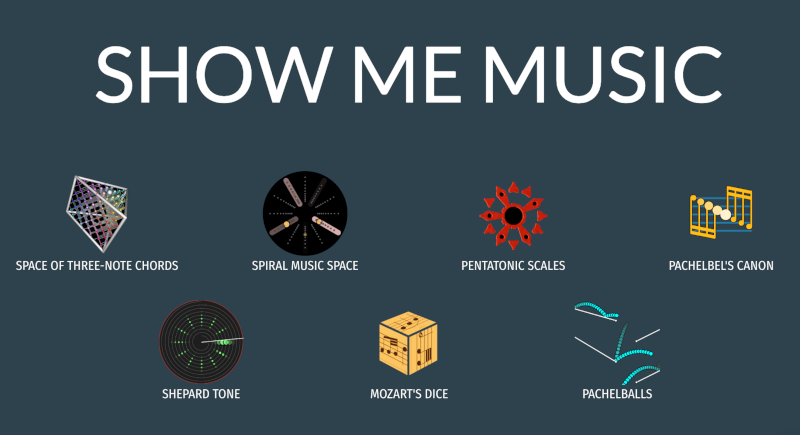 SHOW ME MUSIC
SPACE OF THREE-NOTE CHORDS
SPIRAL MUSIC SPACE
PENTATONIC SCALES
PACHELBEL'S CANON
SHEPARD TONE
MOZART'S DICE
PACHELBALLS